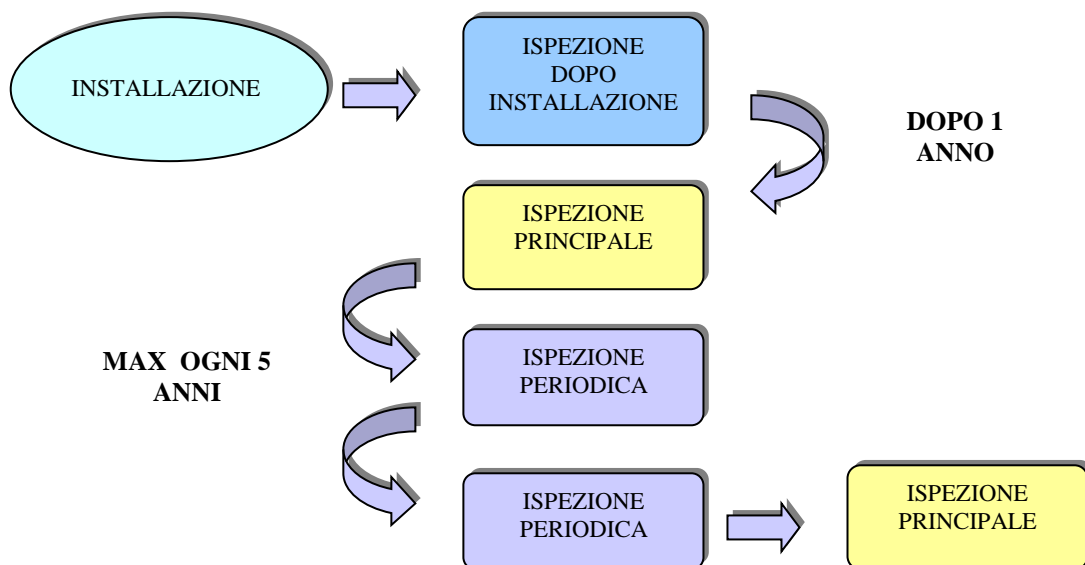 INSTALLAZIONE
ISPEZIONE
DOPO
INSTALLAZIONE
DOPO 1
ANNO
ISPEZIONE
PRINCIPALE
MAX  OGNI 5
ANNI
ISPEZIONE
PERIODICA
ISPEZIONE
PERIODICA
ISPEZIONE
PRINCIPALE